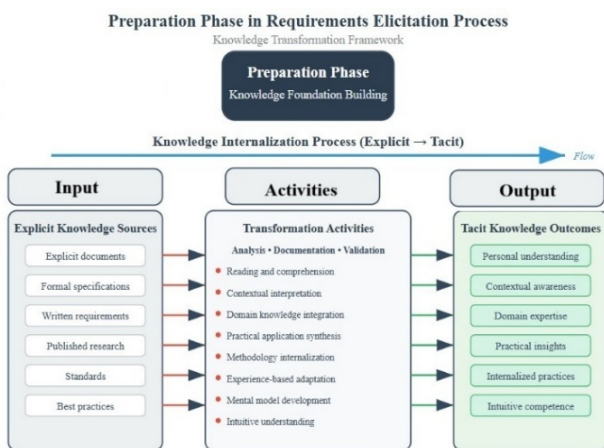 Preparation Phase in Requirements Elicitation Process
Knowledge Transformation Framework
Preparation Phase
Knowledge Foundation Building
Knowledge Internalization Process (Explicit → Tacit)
Flow
Input
Activities
Output
Explicit Knowledge Sources
Explicit documents
Formal specifications
Written requirements
Published research
Standards
Best practices
Transformation Activities
Analysis • Documentation • Validation
• Reading and comprehension
• Contextual interpretation
• Domain knowledge integration
• Practical application synthesis
• Methodology internalization
• Experience-based adaptation
• Mental model development
• Intuitive understanding
Tacit Knowledge Outcomes
Personal understanding
Contextual awareness
Domain expertise
Practical insights
Internalized practices
Intuitive competence